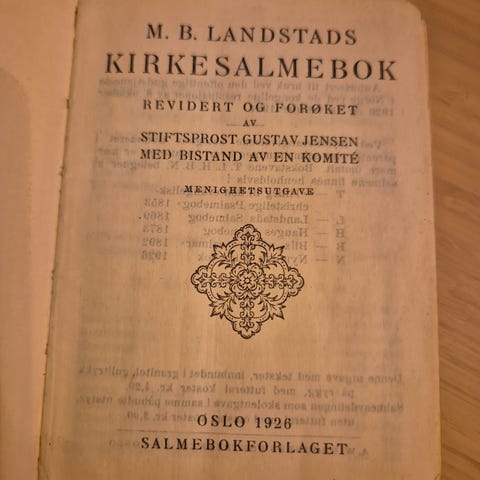 M. B. LANDSTADS
KIRKESALMEBOK
REVIDERT OG FORØKET
AV
STIFTSPROST GUSTAV JENSEN
MED BISTAND AV EN KOMITÉ
MENIGHETSUTGAVE
OSLO 1926
SALMEBOKFORLAGET